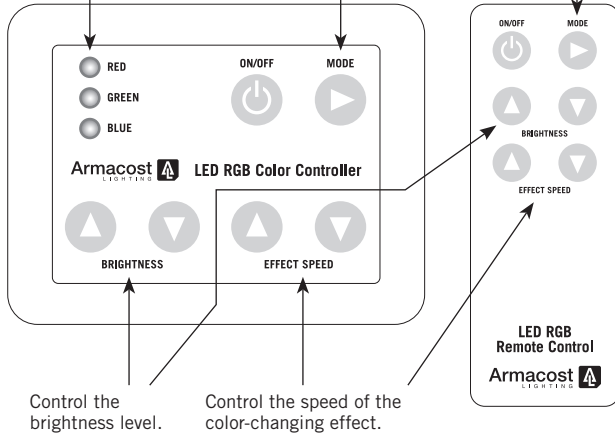 RED
GREEN
BLUE
ON/OFF
MODE
Armacost
LIGHTING
LED RGB Color Controller
BRIGHTNESS
EFFECT SPEED
ON/OFF
MODE
BRIGHTNESS
EFFECT SPEED
LED RGB
Remote Control
Armacost
LIGHTING
Control the
brightness level.
Control the speed of the
color-changing effect.